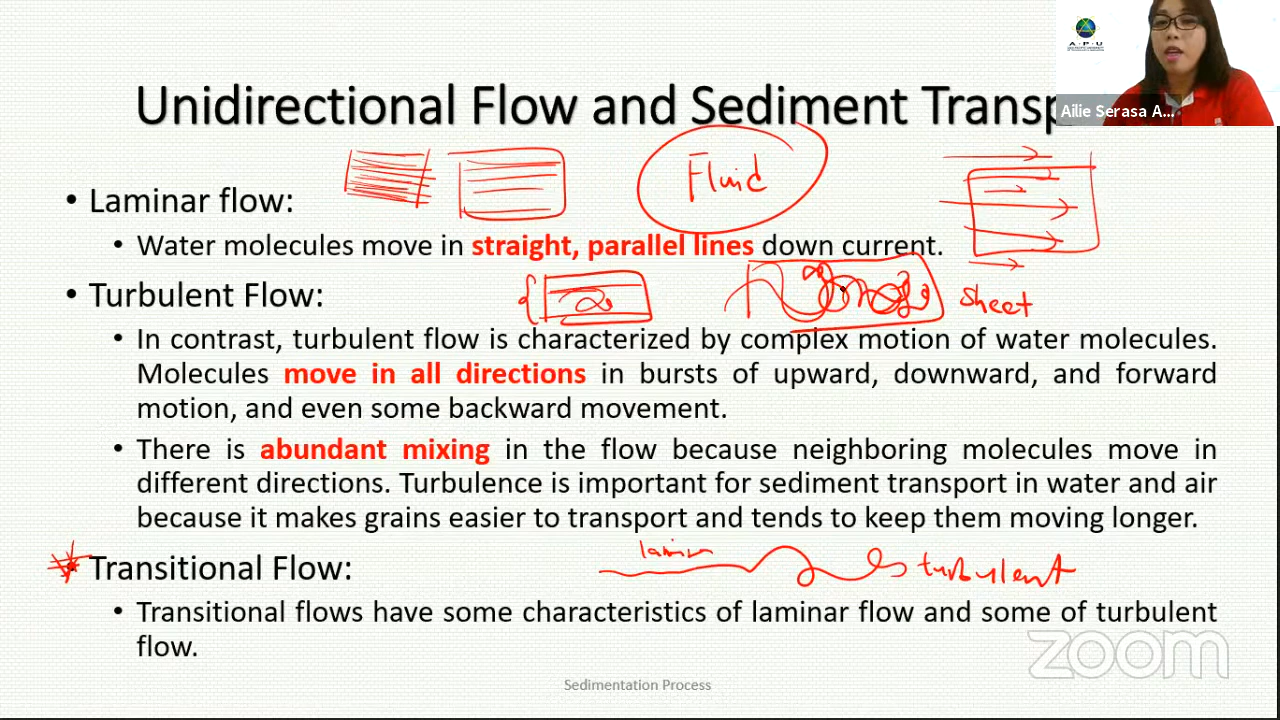 Unidirectional Flow and Sediment Transp
A · P · U
Ailie Serasa A...
Fluid
• Laminar flow:
• Water molecules move in straight, parallel lines down current.
• Turbulent Flow:
sheet
• In contrast, turbulent flow is characterized by complex motion of water molecules.
Molecules move in all directions in bursts of upward, downward, and forward
motion, and even some backward movement.
• There is abundant mixing in the flow because neighboring molecules move in
different directions. Turbulence is important for sediment transport in water and air
because it makes grains easier to transport and tends to keep them moving longer.
• Transitional Flow:
turbulent
• Transitional flows have some characteristics of laminar flow and some of turbulent
flow.
zoom
Sedimentation Process